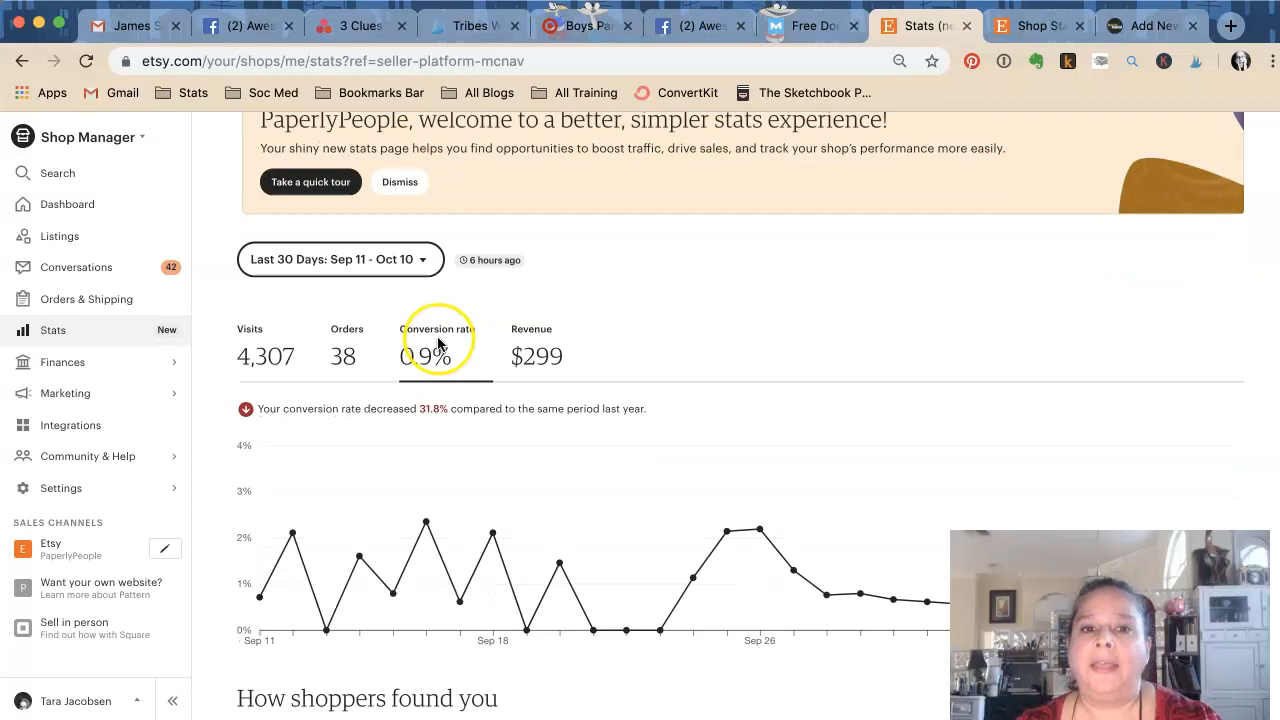 James S
(2) Awes
3 Clues
Tribes W
Boys Pa
(2) Awes
Free Do
Stats (ne
Shop Sta
Add New
etsy.com/your/shops/me/stats?ref=seller-platform-mcnav
Apps
Gmail
Stats
Soc Med
Bookmarks Bar
All Blogs
All Training
ConvertKit
The Sketchbook P...
Shop Manager
Search
Dashboard
Listings
Conversations 42
Orders & Shipping
Stats New
Finances
Marketing
Integrations
Community & Help
Settings
SALES CHANNELS
E Etsy
PaperlyPeople
P Want your own website?
Learn more about Pattern
Sell in person
Find out how with Square
Tara Jacobsen
PaperlyPeople, welcome to a better, simpler stats experience!
Your shiny new stats page helps you find opportunities to boost traffic, drive sales, and track your shop's performance more easily.
Take a quick tour Dismiss
Last 30 Days: Sep 11 - Oct 10 6 hours ago
Visits Orders Conversion rate Revenue
4,307 38 0.9% $299
Your conversion rate decreased 31.8% compared to the same period last year.
4%
3%
2%
1%
0%
Sep 11 Sep 18 Sep 26
How shoppers found you